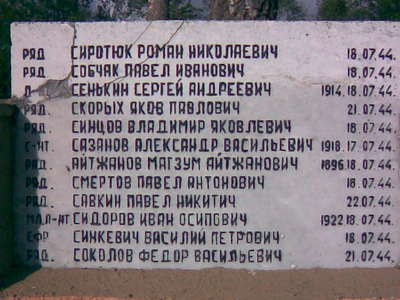 РЯД. СИРОТЮК РОМАН НИКОЛАЕВИЧ 18.07.44.
РЯД. СОБЧАК ПАВЕЛ ИВАНОВИЧ 18.07.44.
СЕНЬКИН СЕРГЕЙ АНДРЕЕВИЧ 1914. 18.07.44.
РЯД. СКОРЫХ ЯКОВ ПАВЛОВИЧ 21.07.44.
РЯД. СИНЦОВ ВЛАДИМИР ЯКОВЛЕВИЧ 18.07.44.
С-НТ. САЗАНОВ АЛЕКСАНДР ВАСИЛЬЕВИЧ 1918. 17.07.44.
РЯД. АЙТЖАНОВ МАГЗУМ АЙТЖАНОВИЧ 1896 18.07.44.
РЯД. СМЕРТОВ ПАВЕЛ АНТОНОВИЧ 18.07.44.
РЯД. САВКИН ПАВЕЛ НИКИТИЧ 22.07.44.
МЛ.Л-НТ СИДОРОВ ИВАН ОСИПОВИЧ 1922 18.07.44.
ЕФР. СИНКЕВИЧ ВАСИЛИЙ ПЕТРОВИЧ 18.07.44.
РЯД. СОКОЛОВ ФЕДОР ВАСИЛЬЕВИЧ 21.07.44.